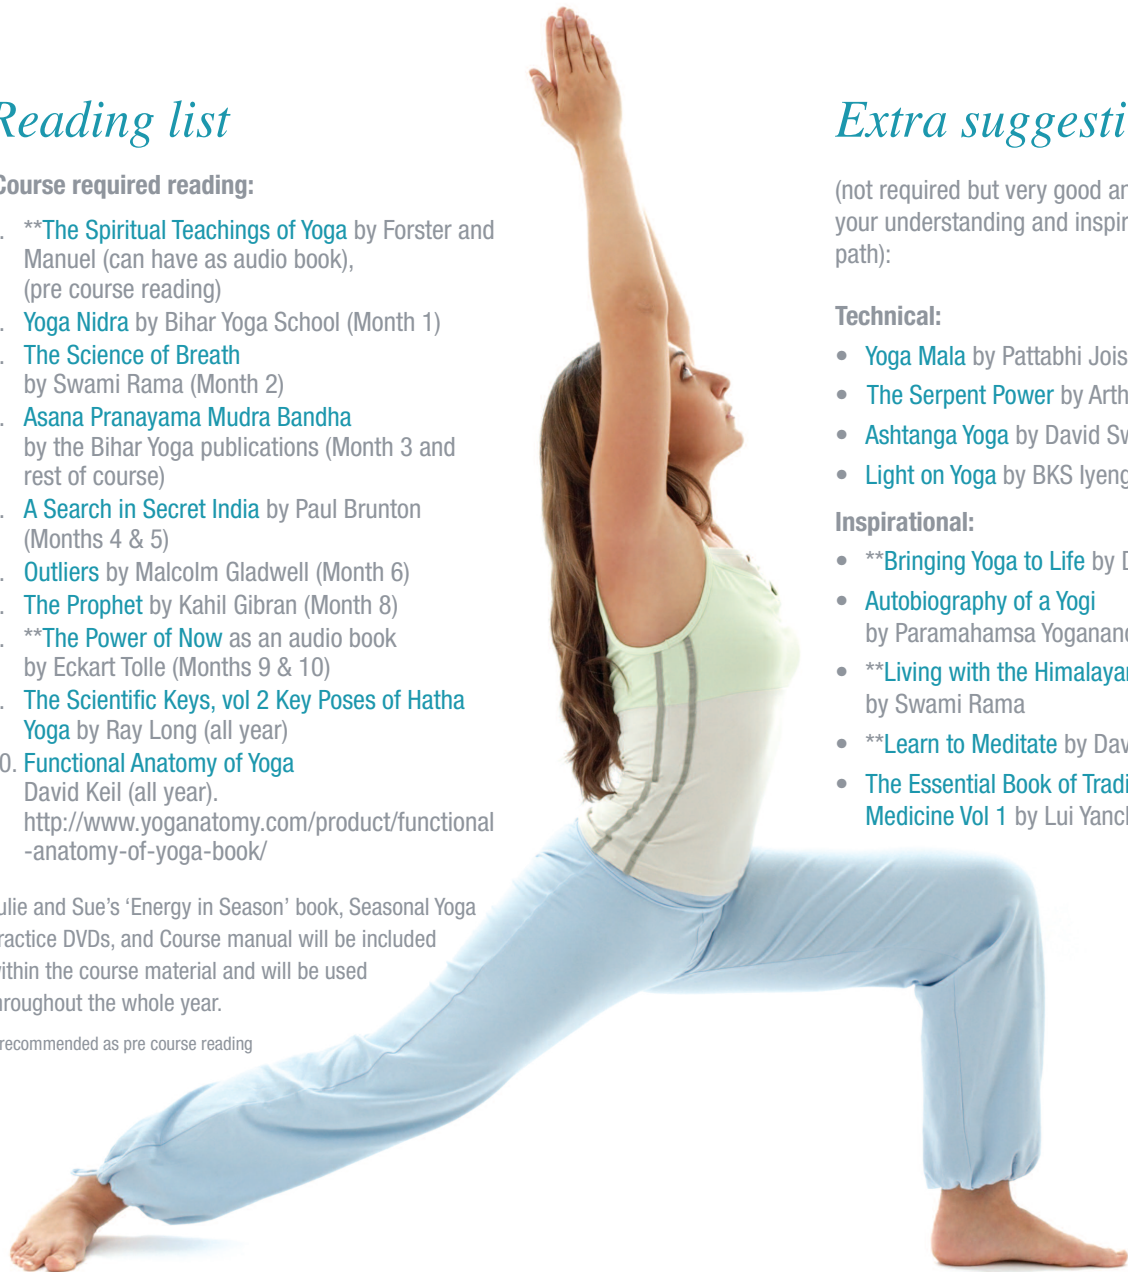 Reading list
Course required reading:
. **The Spiritual Teachings of Yoga by Forster and
Manuel (can have as audio book),
(pre course reading)
. Yoga Nidra by Bihar Yoga School (Month 1)
. The Science of Breath
by Swami Rama (Month 2)
. Asana Pranayama Mudra Bandha
by the Bihar Yoga publications (Month 3 and
rest of course)
. A Search in Secret India by Paul Brunton
(Months 4 & 5)
. Outliers by Malcolm Gladwell (Month 6)
. The Prophet by Kahil Gibran (Month 8)
. **The Power of Now as an audio book
by Eckart Tolle (Months 9 & 10)
. The Scientific Keys, vol 2 Key Poses of Hatha
Yoga by Ray Long (all year)
0. Functional Anatomy of Yoga
David Keil (all year).
http://www.yoganatomy.com/product/functional
-anatomy-of-yoga-book/
ulie and Sue's ‘Energy in Season’ book, Seasonal Yoga
ractice DVDs, and Course manual will be included
ithin the course material and will be used
hroughout the whole year.
recommended as pre course reading
Extra suggesti
(not required but very good an
your understanding and inspir
path):
Technical:
• Yoga Mala by Pattabhi Jois
• The Serpent Power by Arth
• Ashtanga Yoga by David Sw
• Light on Yoga by BKS Iyeng
Inspirational:
• **Bringing Yoga to Life by D
• Autobiography of a Yogi
by Paramahamsa Yoganand
• **Living with the Himalayan
by Swami Rama
• **Learn to Meditate by Dav
• The Essential Book of Tradi
Medicine Vol 1 by Lui Yanch